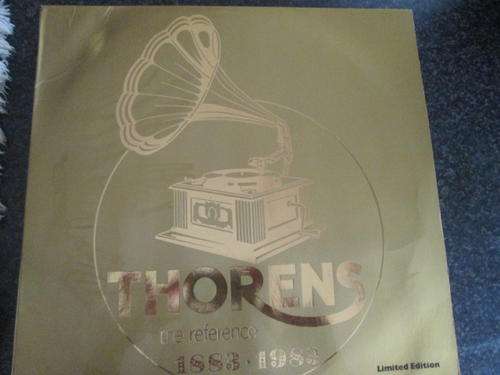 THORENS
the reference
1883 · 1983
Limited Edition